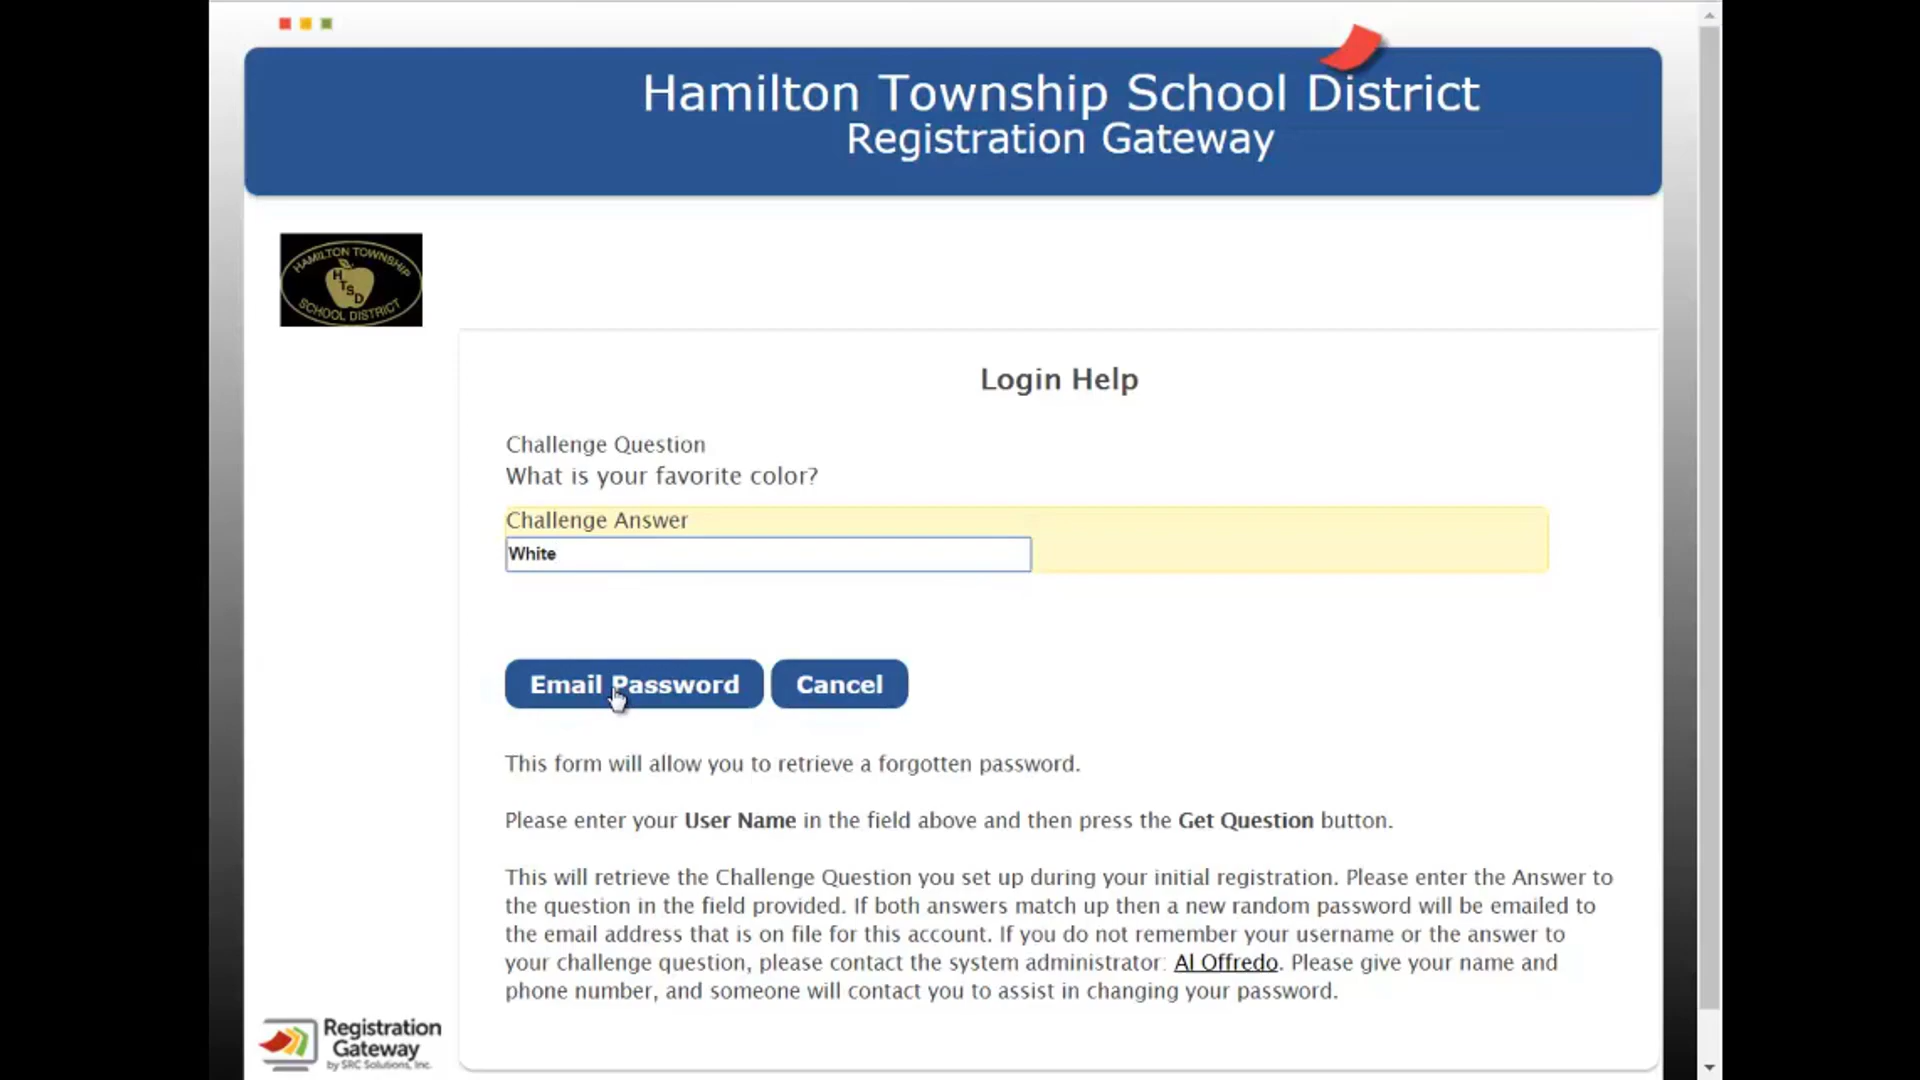 Hamilton Township School District
Registration Gateway
HAMILTON TOWNSHIP
HTSD
SCHOOL DISTRICT
Login Help
Challenge Question
What is your favorite color?
Challenge Answer
White
Email Password
Cancel
This form will allow you to retrieve a forgotten password.
Please enter your User Name in the field above and then press the Get Question button.
This will retrieve the Challenge Question you set up during your initial registration. Please enter the Answer to
the question in the field provided. If both answers match up then a new random password will be emailed to
the email address that is on file for this account. If you do not remember your username or the answer to
your challenge question, please contact the system administrator: Al Offredo. Please give your name and
phone number, and someone will contact you to assist in changing your password.
Registration
Gateway
by SRC Solutions, Inc.